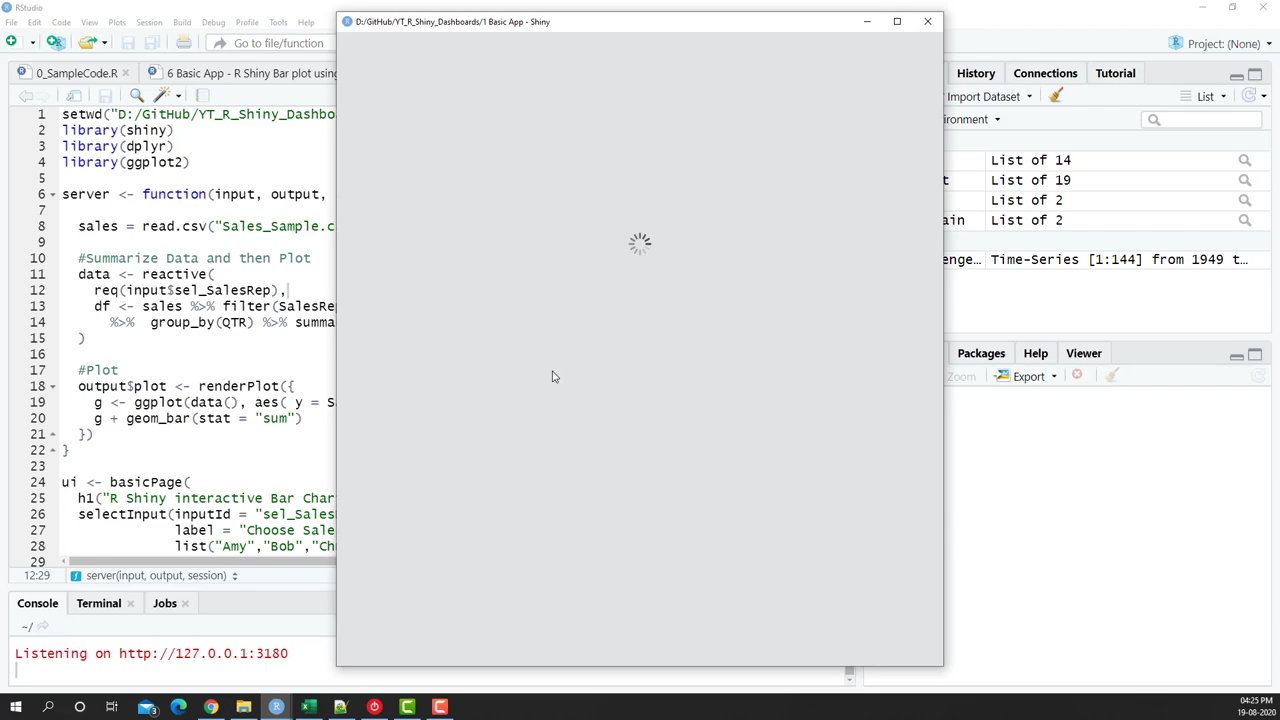 RStudio
File Edit Code View Plots Session Build Debug Profile Tools Help
D:/GitHub/YT_R_Shiny_Dashboards/1 Basic App - Shiny
Go to file/function
Project: (None)
0_SampleCode.R
6 Basic App - R Shiny Bar plot using
History Connections Tutorial
Import Dataset
List
ironment
1 setwd("D:/GitHub/YT_R_Shiny_Dashboa
2 library(shiny)
3 library(dplyr)
4 library(ggplot2)
5
6 server <- function(input, output,
7
8 sales = read.csv("Sales_Sample.c
9
10 #Summarize Data and then Plot
11 data <- reactive(
12 req(input$sel_SalesRep),
13 df <- sales %>% filter(SalesRep
14 %>% group_by(QTR) %>% summa
15 )
16
17 #Plot
18 output$plot <- renderPlot({
19 g <- ggplot(data(), aes( y = Sa
20 g + geom_bar(stat = "sum")
21 })
22 }
23
24 ui <- basicPage(
25 h1("R Shiny interactive Bar Char
26 selectInput(inputId = "sel_Sales
27 label = "Choose Sale
28 list("Amy","Bob","Chu
29
List of 14
t List of 19
List of 2
ain List of 2
enge… Time-Series [1:144] from 1949 t…
Packages Help Viewer
Zoom Export
12:29 server(input, output, session)
Console Terminal Jobs
~/
Listening on http://127.0.0.1:3180
3
04:25 PM
19-08-2020